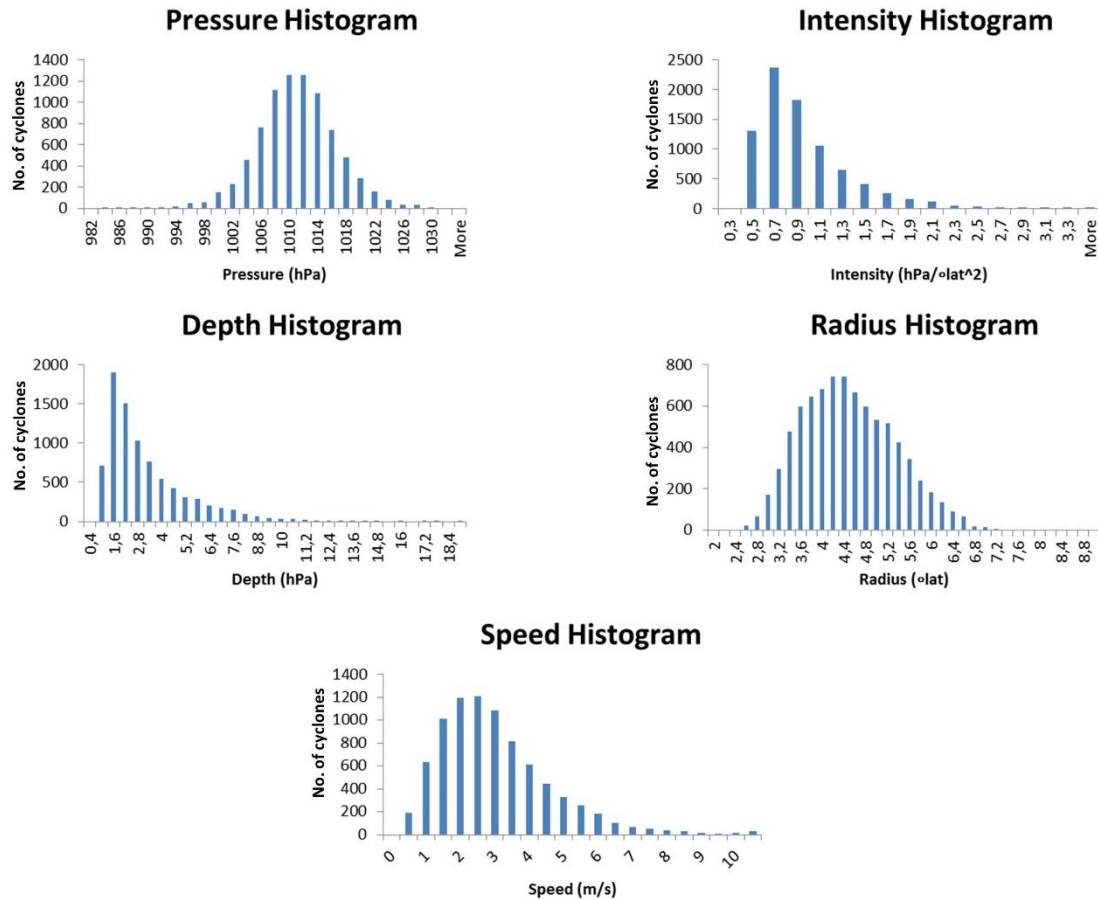 Pressure Histogram
No. of cyclones
1400
1200
1000
800
600
400
200
0
982 986 990 994 998 1002 1006 1010 1014 1018 1022 1026 1030 More
Pressure (hPa)
Intensity Histogram
No. of cyclones
2500
2000
1500
1000
500
0
0,3 0,5 0,7 0,9 1,1 1,3 1,5 1,7 1,9 2,1 2,3 2,5 2,7 2,9 3,1 3,3 More
Intensity (hPa/olat^2)
Depth Histogram
No. of cyclones
2000
1500
1000
500
0
0,4 1,6 2,8 4 5,2 6,4 7,6 8,8 10 11,2 12,4 13,6 14,8 16 17,2 18,4
Depth (hPa)
Radius Histogram
No. of cyclones
800
600
400
200
0
2 2,4 2,8 3,2 3,6 4 4,4 4,8 5,2 5,6 6 6,4 6,8 7,2 7,6 8 8,4 8,8
Radius (olat)
Speed Histogram
No. of cyclones
1400
1200
1000
800
600
400
200
0
0 1 2 3 4 5 6 7 8 9 10
Speed (m/s)